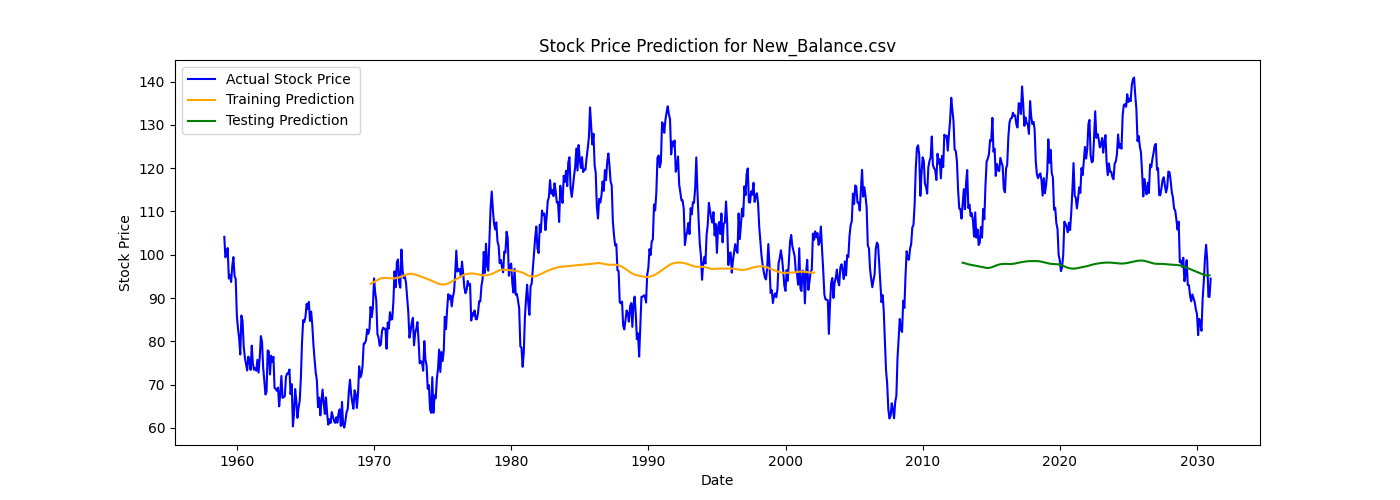 Stock Price Prediction for New_Balance.csv
Actual Stock Price
Training Prediction
Testing Prediction
Stock Price
140
130
120
110
100
90
80
70
60
1960 1970 1980 1990 2000 2010 2020 2030
Date